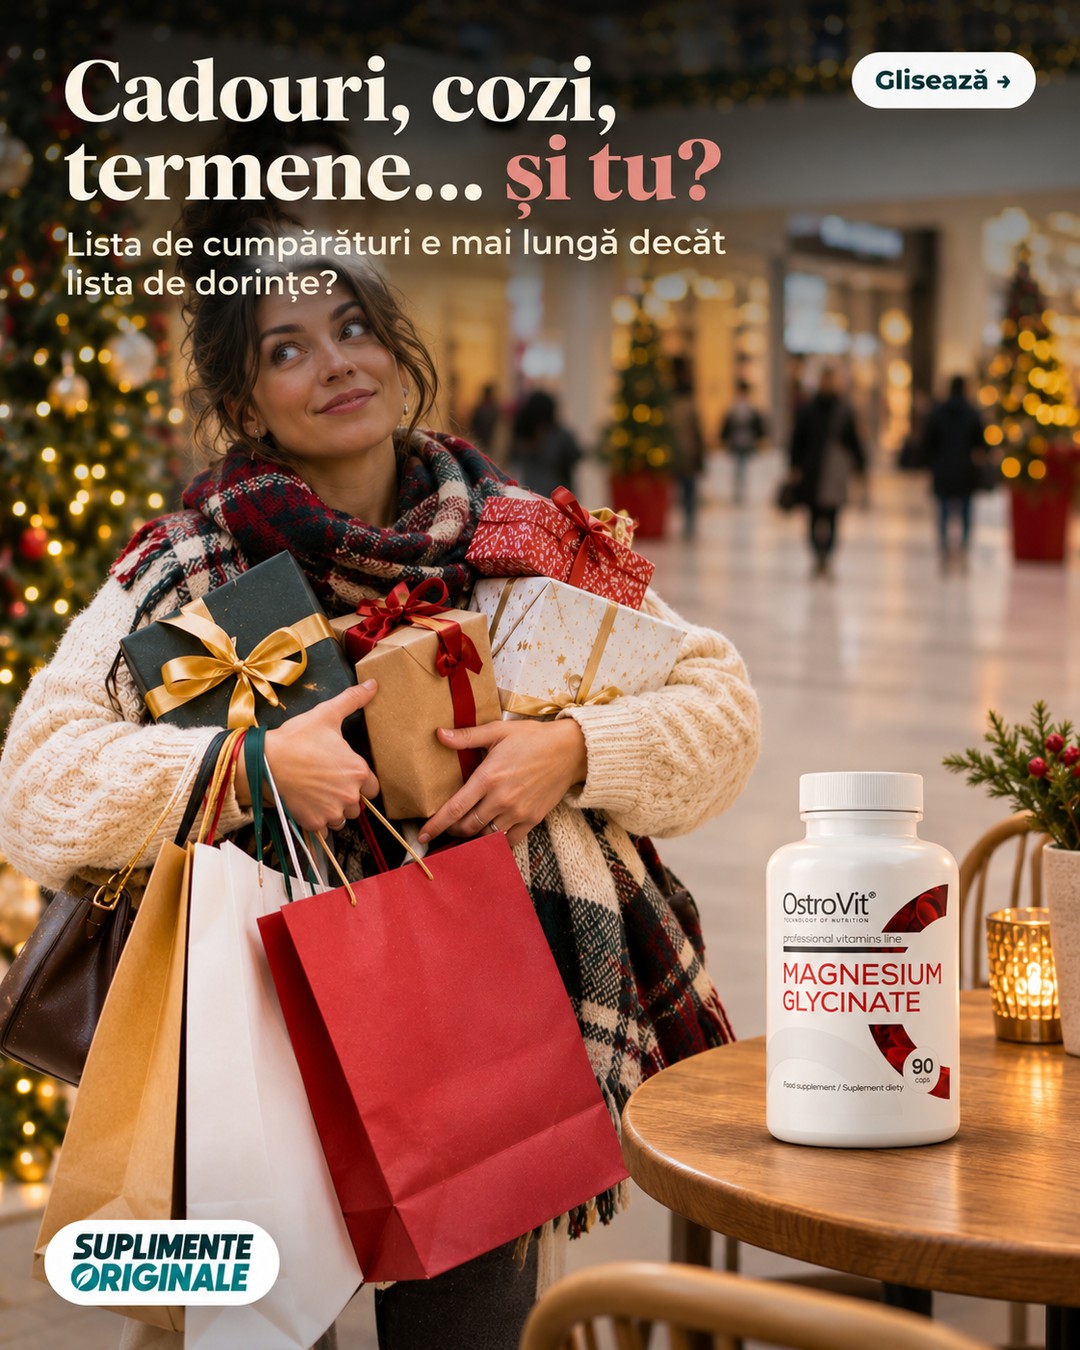 Cadouri, cozi,
termene... și tu?
Glisează →
Lista de cumpărături e mai lungă decăt
lista de dorințe?
OstroVit®
TECHNOLOGY OF NUTRITION
professional vitamins line
MAGNESIUM
GLYCINATE
90
caps
Food supplement / Suplement diety
SUPLIMENTE
ORIGINALE